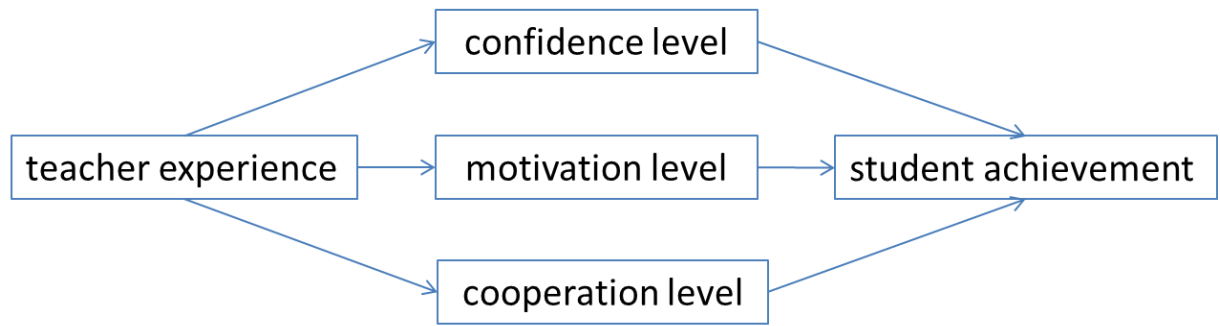 confidence level
teacher experience
motivation level
student achievement
cooperation level